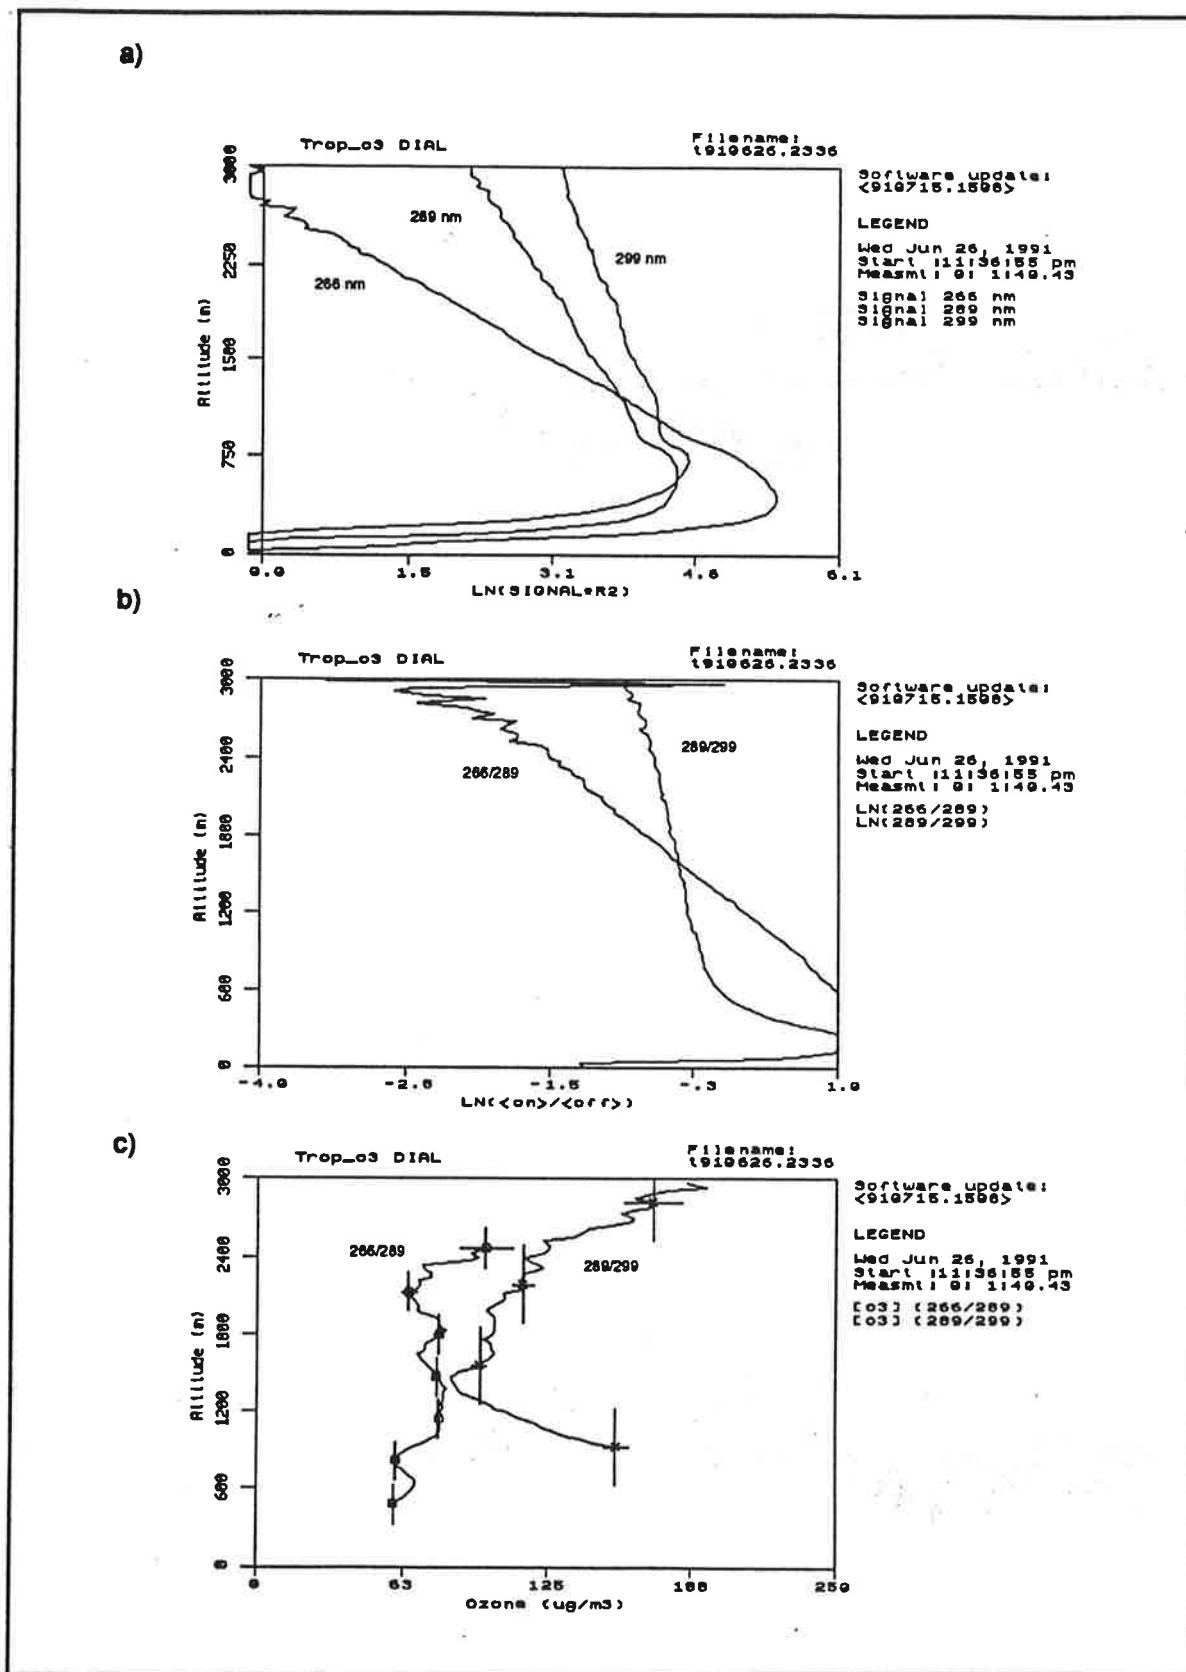 a)
Trop_o3 DIAL
Filename:
t910626.2336
3000
2250
1500
750
0
Altitude (m)
289 nm
299 nm
266 nm
0.0
1.5
3.1
4.6
6.1
LN(SIGNAL*R2)
Software update:
<910715.1506>
LEGEND
Wed Jun 26, 1991
Start :11:36:55 pm
Measmt: 0: 1:40.43
Signal 266 nm
Signal 289 nm
Signal 299 nm
b)
Trop_o3 DIAL
Filename:
t910626.2336
3000
2400
1800
1200
600
0
Altitude (m)
289/299
266/289
-4.0
-2.8
-1.5
-.3
1.0
LN(<on>/<off>)
Software update:
<910715.1506>
LEGEND
Wed Jun 26, 1991
Start :11:36:55 pm
Measmt: 0: 1:40.43
LN(266/289)
LN(289/299)
c)
Trop_o3 DIAL
Filename:
t910626.2336
3000
2400
1800
1200
600
0
Altitude (m)
266/289
289/299
0
63
125
188
250
Ozone (ug/m3)
Software update:
<910715.1506>
LEGEND
Wed Jun 26, 1991
Start :11:36:55 pm
Measmt: 0: 1:40.43
[o3] (266/289)
[o3] (289/299)